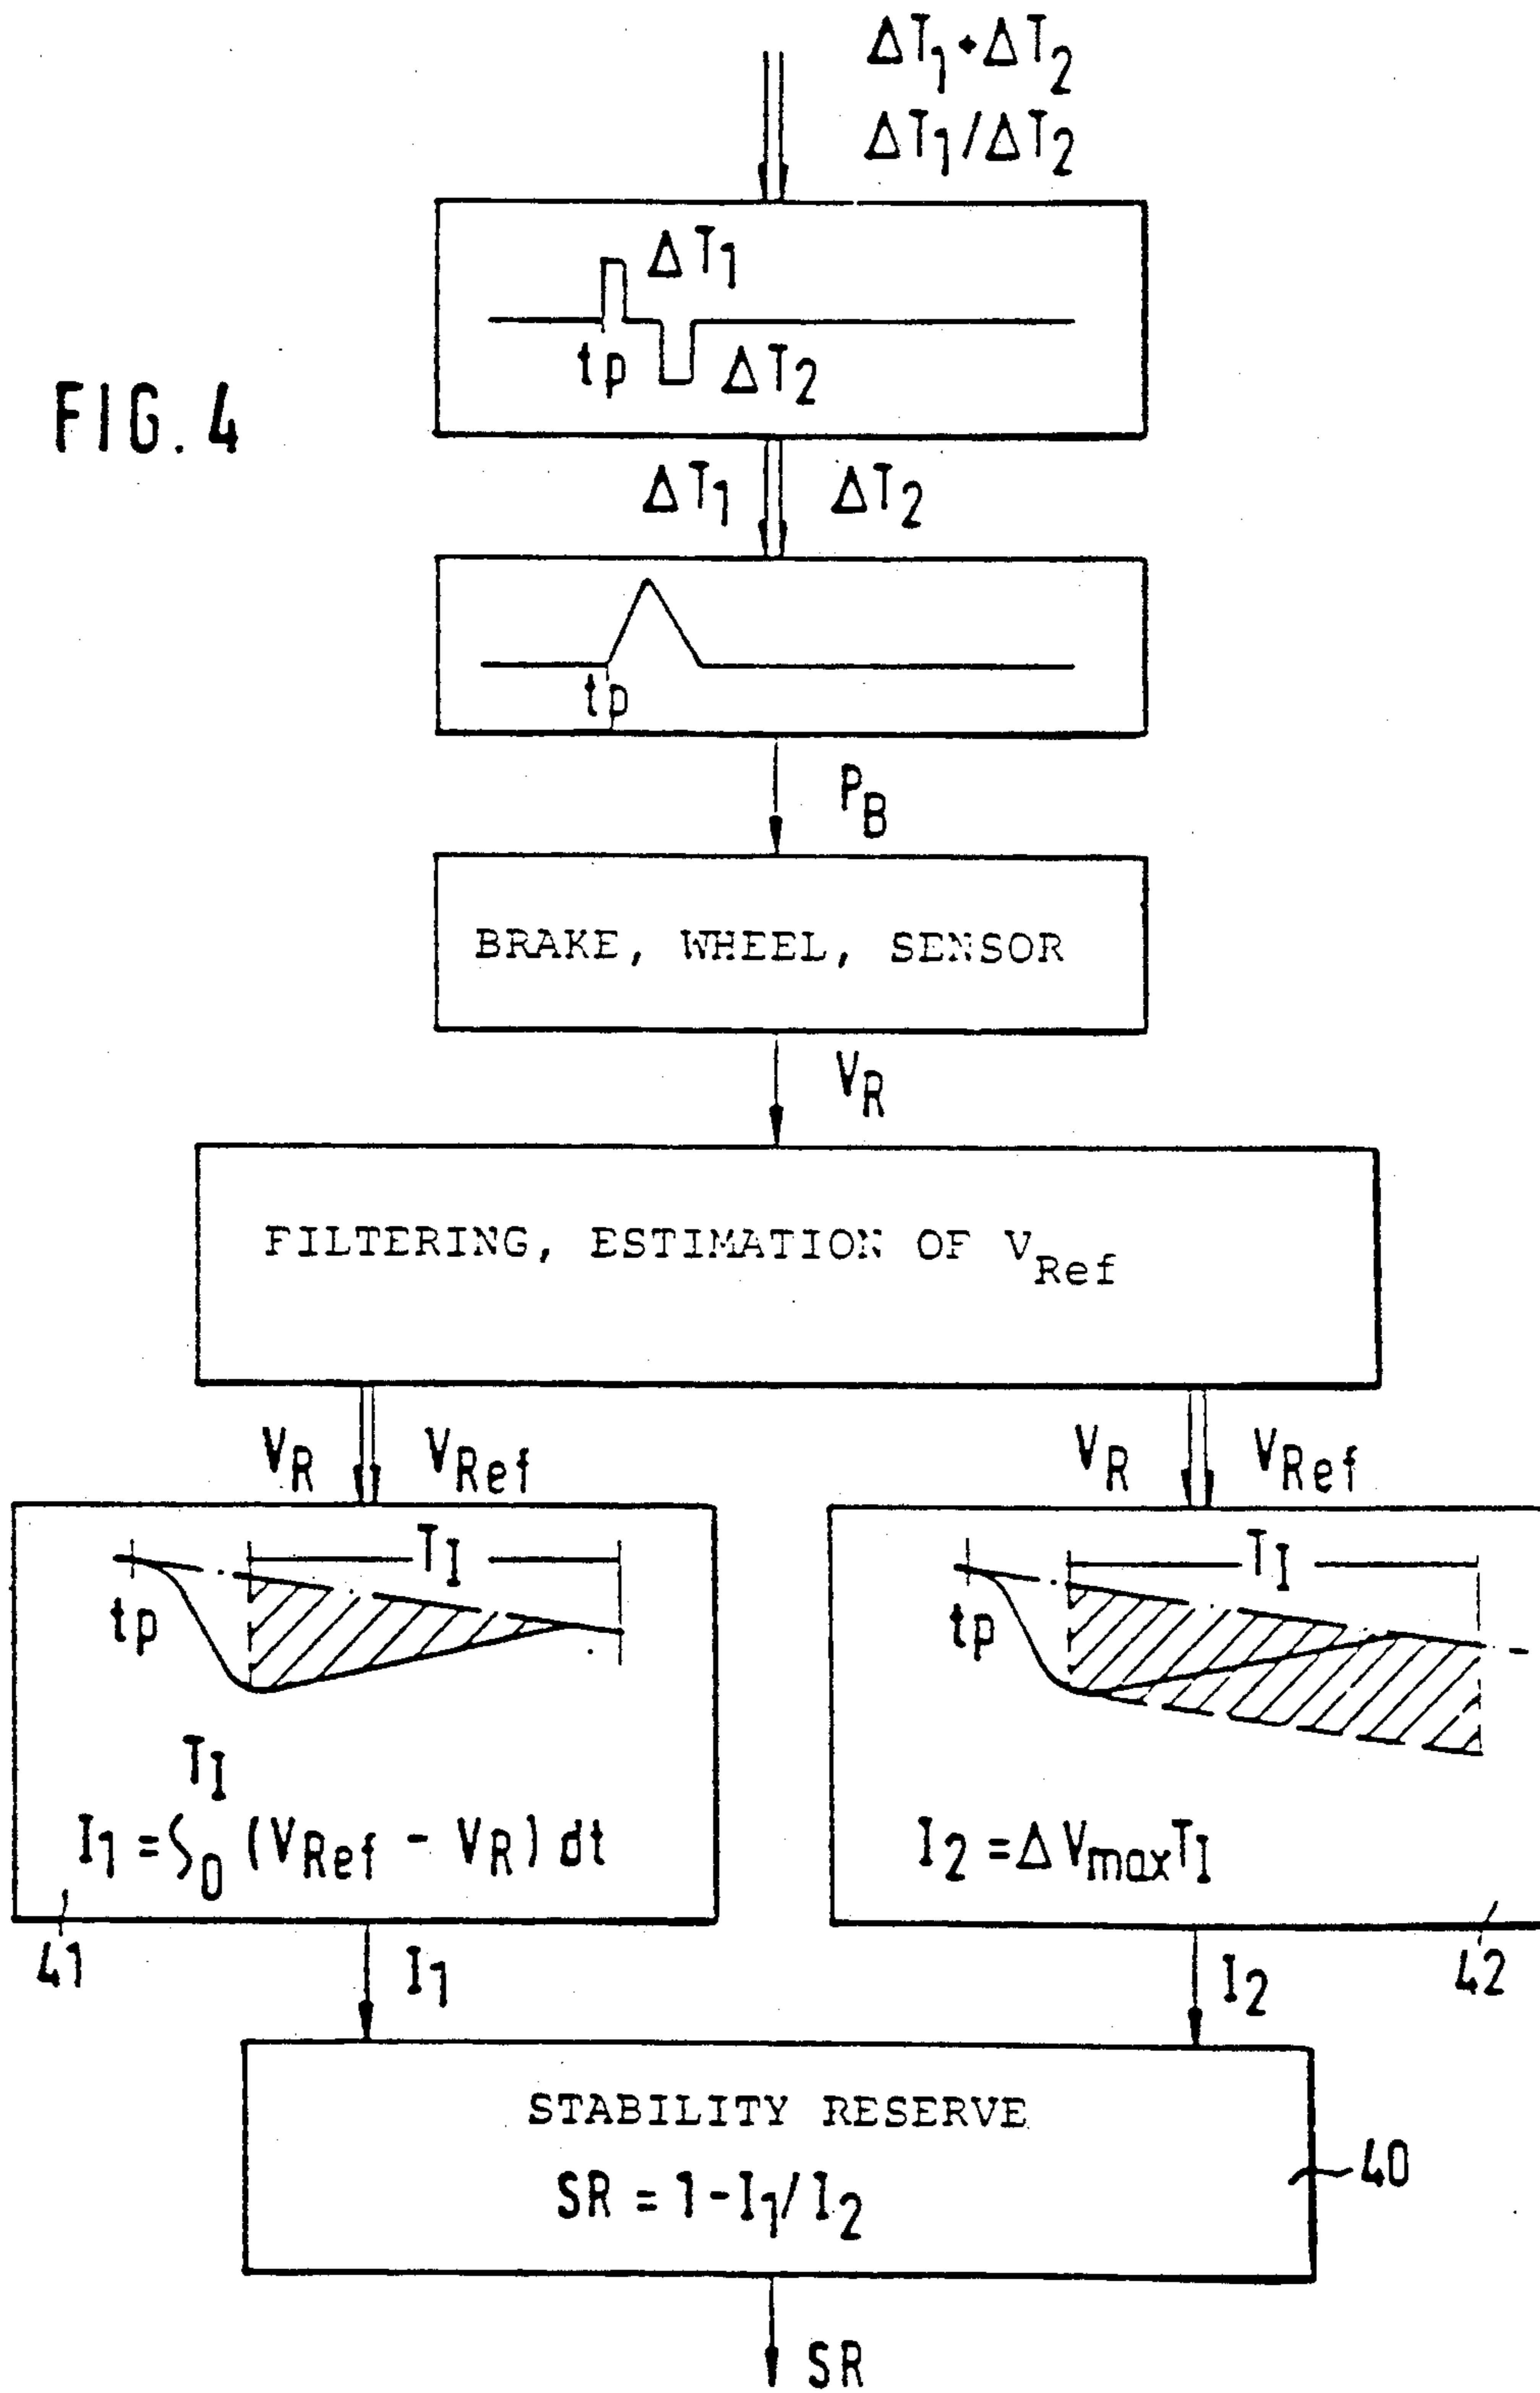 ΔT1+ΔT2
ΔT1/ΔT2
ΔT1
tp
ΔT2
FIG. 4
ΔT1 ΔT2
tp
PB
BRAKE, WHEEL, SENSOR
VR
FILTERING, ESTIMATION OF VRef
VR VRef
VR VRef
TI
tp
TI
I1 = ∫0 (VRef - VR) dt
41
TI
tp
I2 = Δ VmaxTI
42
I1
I2
STABILITY RESERVE
SR = 1-I1/I2
40
SR